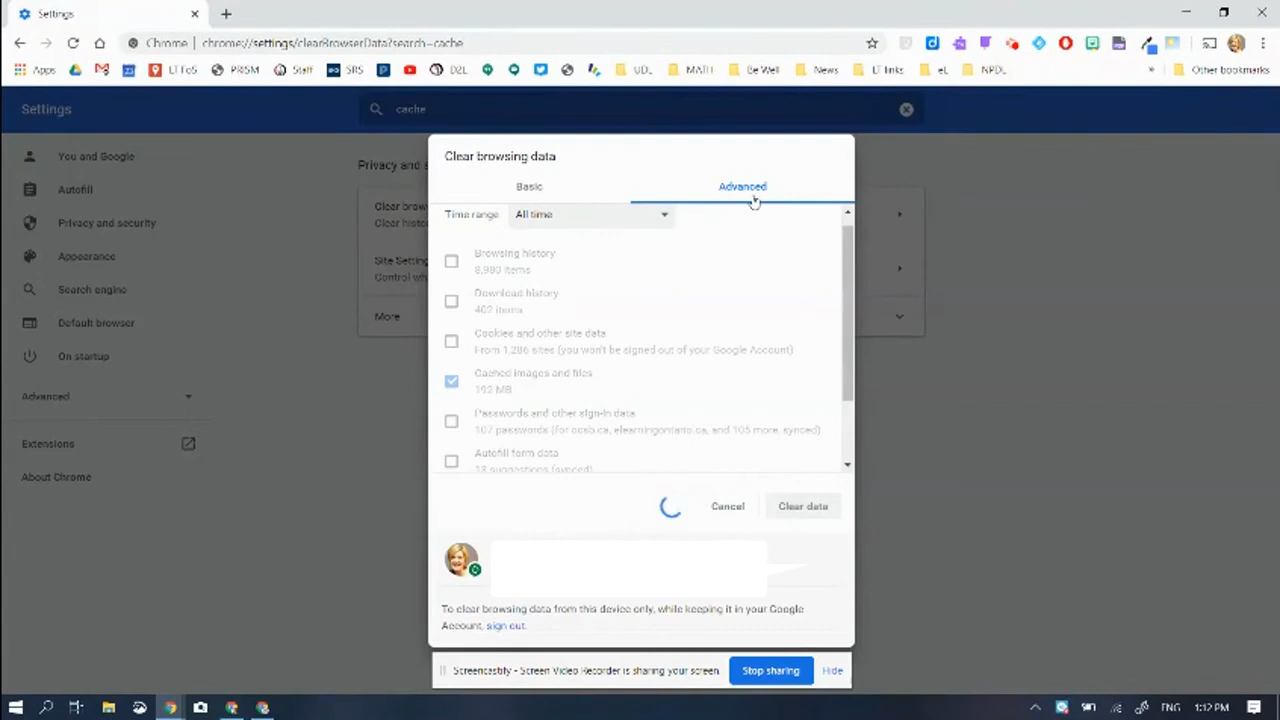 Settings
Chrome | chrome://settings/clearBrowserData?search=cache
Apps LT FoS PRISM Staff SRS D2L UDL MATH Be Well News LT links eL NPDL » Other bookmarks
Settings
cache
You and Google
Autofill
Privacy and security
Appearance
Search engine
Default browser
On startup
Advanced
Extensions
About Chrome
Privacy and s
Clear brow
Clear histor
Site Setting
Control wh
More
Clear browsing data
Basic Advanced
Time range All time
Browsing history
8,980 items
Download history
402 items
Cookies and other site data
From 1,286 sites (you won't be signed out of your Google Account)
Cached images and files
192 MB
Passwords and other sign-in data
107 passwords (for ocsb.ca, elearningontario.ca, and 105 more, synced)
Autofill form data
18 suggestions (synced)
Cancel Clear data
To clear browsing data from this device only, while keeping it in your Google
Account, sign out.
Screencastify - Screen Video Recorder is sharing your screen. Stop sharing Hide
ENG 1:12 PM